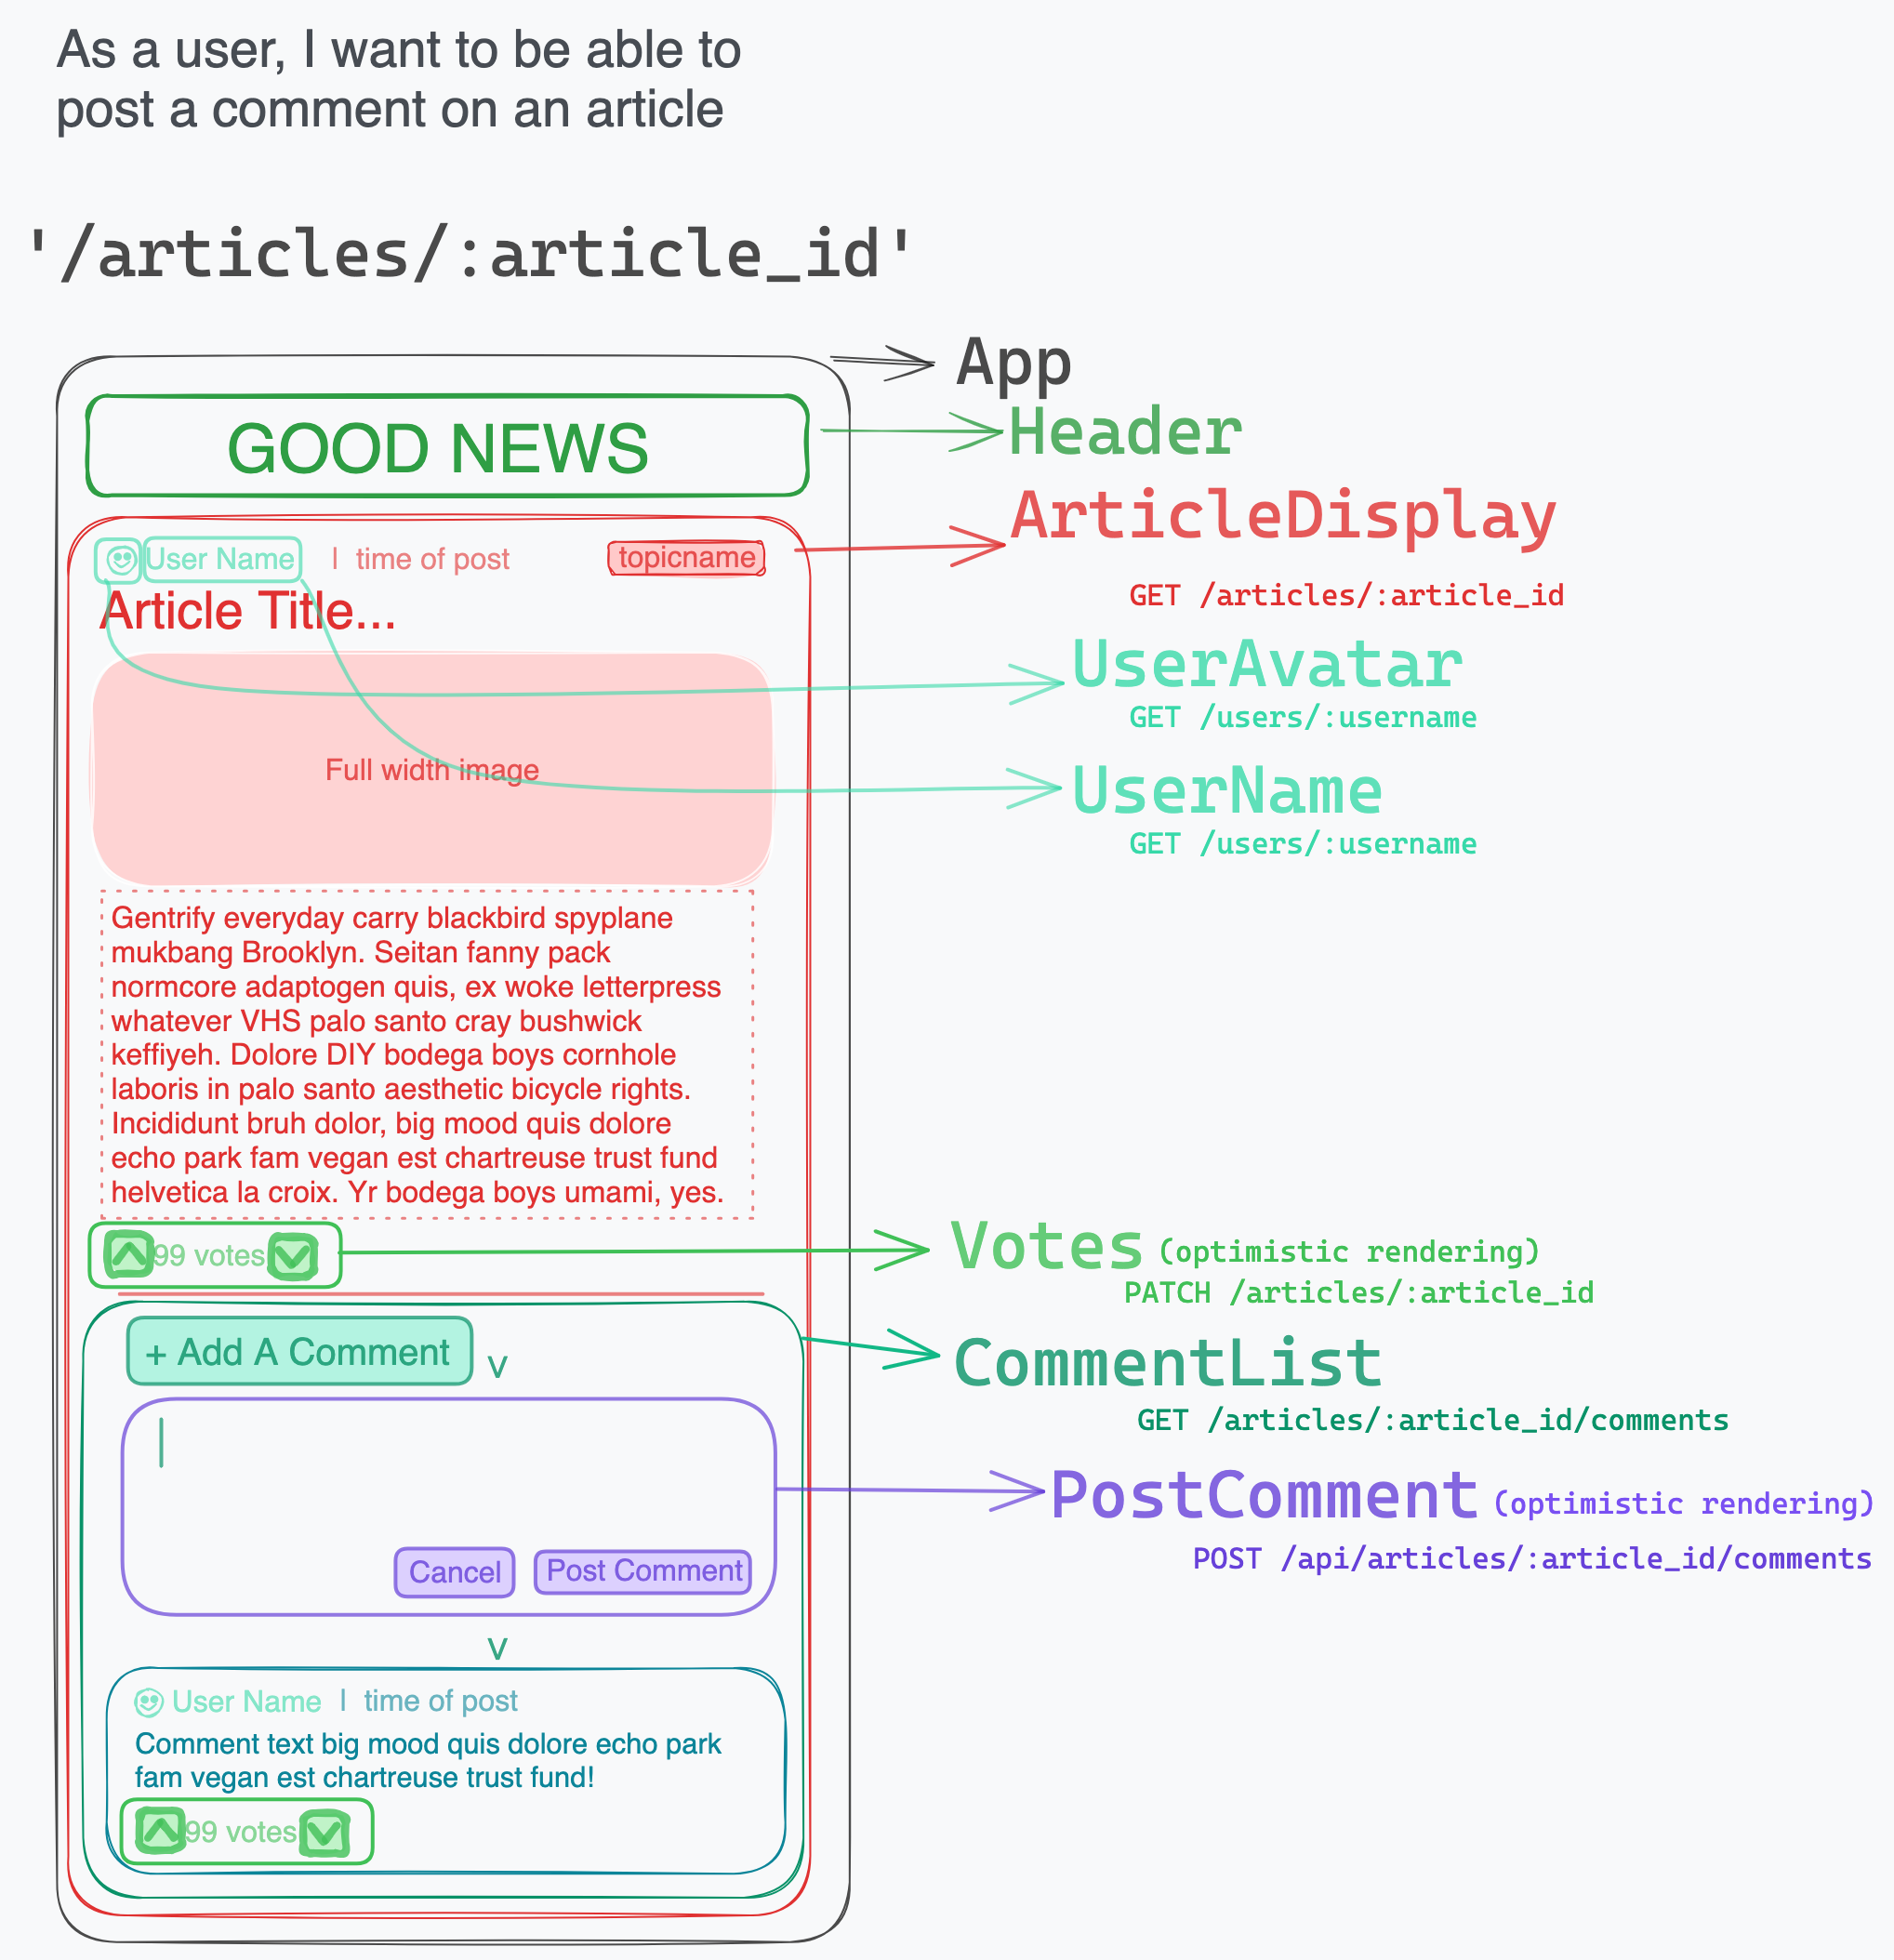 As a user, I want to be able to
post a comment on an article
'/articles/:article_id'
App
GOOD NEWS
Header
ArticleDisplay
GET /articles/:article_id
User Name | time of post
topicname
Article Title...
UserAvatar
GET /users/:username
Full width image
UserName
GET /users/:username
Gentrify everyday carry blackbird spyplane
mukbang Brooklyn. Seitan fanny pack
normcore adaptogen quis, ex woke letterpress
whatever VHS palo santo cray bushwick
keffiyeh. Dolore DIY bodega boys cornhole
laboris in palo santo aesthetic bicycle rights.
Incididunt bruh dolor, big mood quis dolore
echo park fam vegan est chartreuse trust fund
helvetica la croix. Yr bodega boys umami, yes.
99 votes
Votes (optimistic rendering)
PATCH /articles/:article_id
+ Add A Comment
v
CommentList
GET /articles/:article_id/comments
PostComment (optimistic rendering)
POST /api/articles/:article_id/comments
Cancel
Post Comment
v
User Name | time of post
Comment text big mood quis dolore echo park
fam vegan est chartreuse trust fund!
99 votes